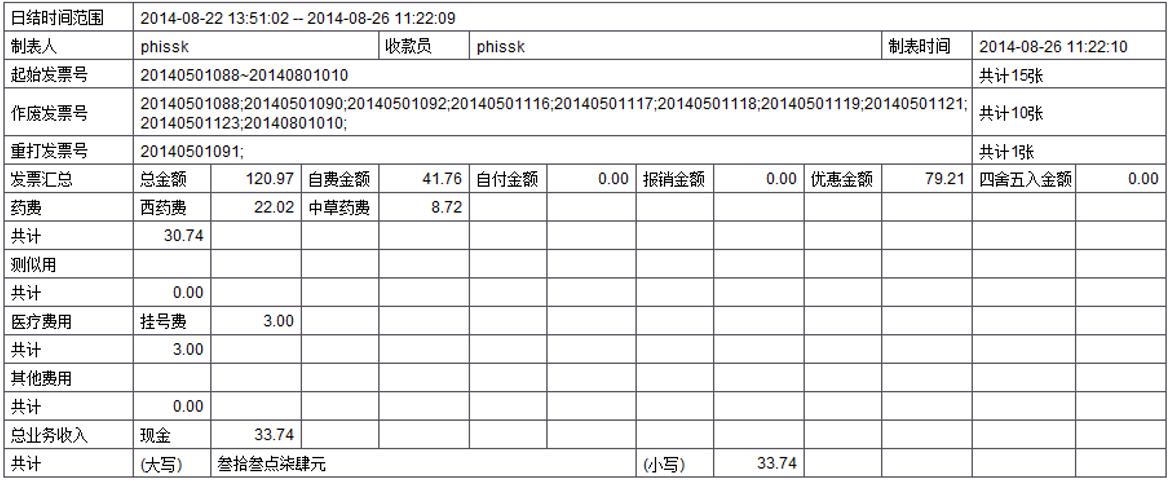 日结时间范围 2014-08-22 13:51:02 -- 2014-08-26 11:22:09
制表人 phissk 收款员 phissk 制表时间 2014-08-26 11:22:10
起始发票号 20140501088~20140801010 共计15张
作废发票号 20140501088;20140501090;20140501092;20140501116;20140501117;20140501118;20140501119;20140501121;
20140501123;20140801010; 共计10张
重打发票号 20140501091; 共计1张
发票汇总 总金额 120.97 自费金额 41.76 自付金额 0.00 报销金额 0.00 优惠金额 79.21 四舍五入金额 0.00
药费 西药费 22.02 中草药费 8.72
共计 30.74
测似用
共计 0.00
医疗费用 挂号费 3.00
共计 3.00
其他费用
共计 0.00
总业务收入 现金 33.74
共计 (大写) 叁拾叁点柒肆元 (小写) 33.74